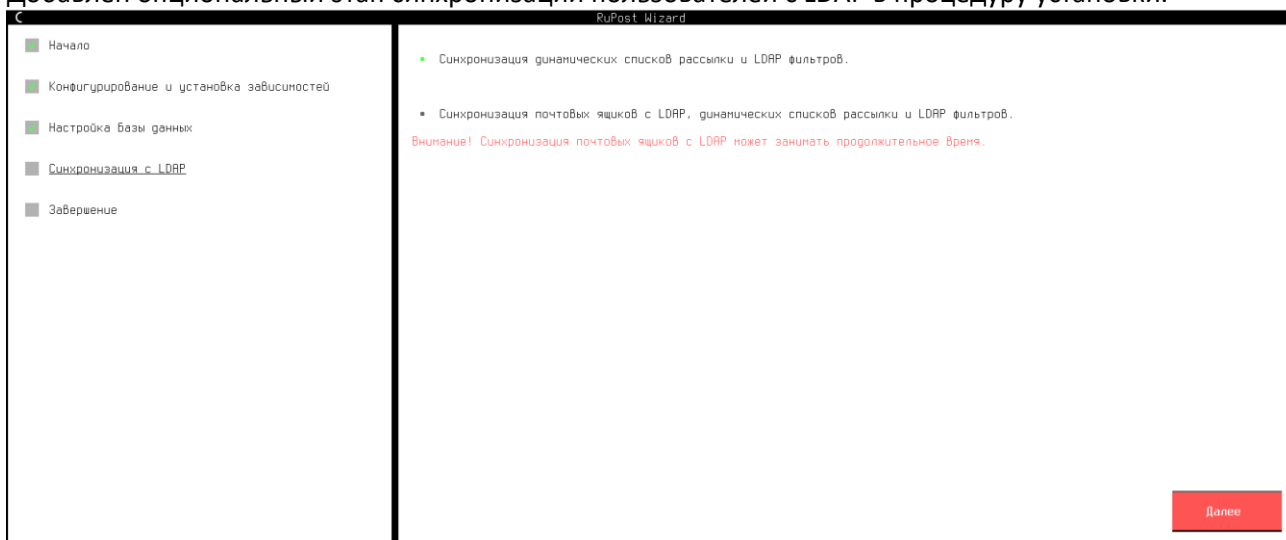 Добавлен опциональный этап синхронизации пользователей с LDAP в процедуру установки.
C
RuPost Wizard
Начало
Конфигурирование и установка зависимостей
Настройка базы данных
Синхронизация с LDAP
Завершение
Синхронизация динамических списков рассылки и LDAP фильтров.
Синхронизация почтовых ящиков с LDAP, динамических списков рассылки и LDAP фильтров.
Внимание! Синхронизация почтовых ящиков с LDAP может занимать продолжительное время.
Далее